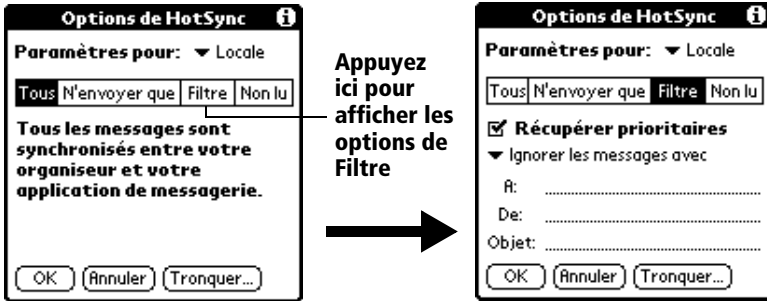 Options de HotSync i
Paramètres pour: Locale
Tous N'envoyer que Filtre Non lu
Tous les messages sont
synchronisés entre votre
organiseur et votre
application de messagerie.
OK Annuler Tronquer...
Appuyez
ici pour
afficher les
options de
Filtre
Options de HotSync i
Paramètres pour: Locale
Tous N'envoyer que Filtre Non lu
Récupérer prioritaires
Ignorer les messages avec
A:
De:
Objet:
OK Annuler Tronquer...